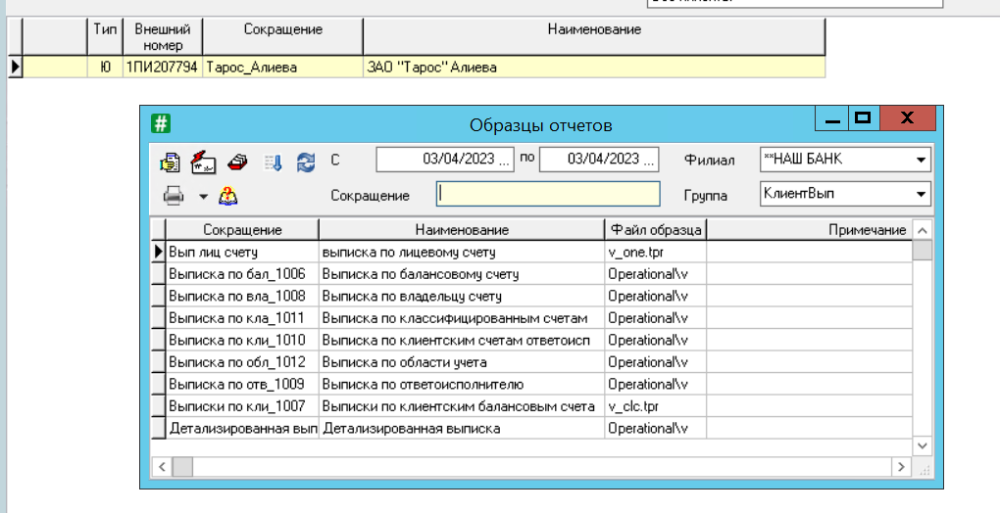 Тип Внешний номер Сокращение Наименование
Ю 1ПИ207794 Тарос_Алиева ЗАО "Тарос" Алиева
Образцы отчетов
С 03/04/2023 ... по 03/04/2023 ... Филиал **НАШ БАНК
Сокращение Группа КлиентВып
Сокращение Наименование Файл образца Примечание
Вып лиц счету выписка по лицевому счету v_one.tpr
Выписка по бал_1006 Выписка по балансовому счету Operational\v
Выписка по вла_1008 Выписка по владельцу счету Operational\v
Выписка по кла_1011 Выписка по классифицированным счетам Operational\v
Выписка по кли_1010 Выписка по клиентским счетам ответоисп Operational\v
Выписка по обл_1012 Выписка по области учета Operational\v
Выписка по отв_1009 Выписка по ответоисполнителю Operational\v
Выписки по кли_1007 Выписки по клиентским балансовым счета v_clc.tpr
Детализированная вып Детализированная выписка Operational\v